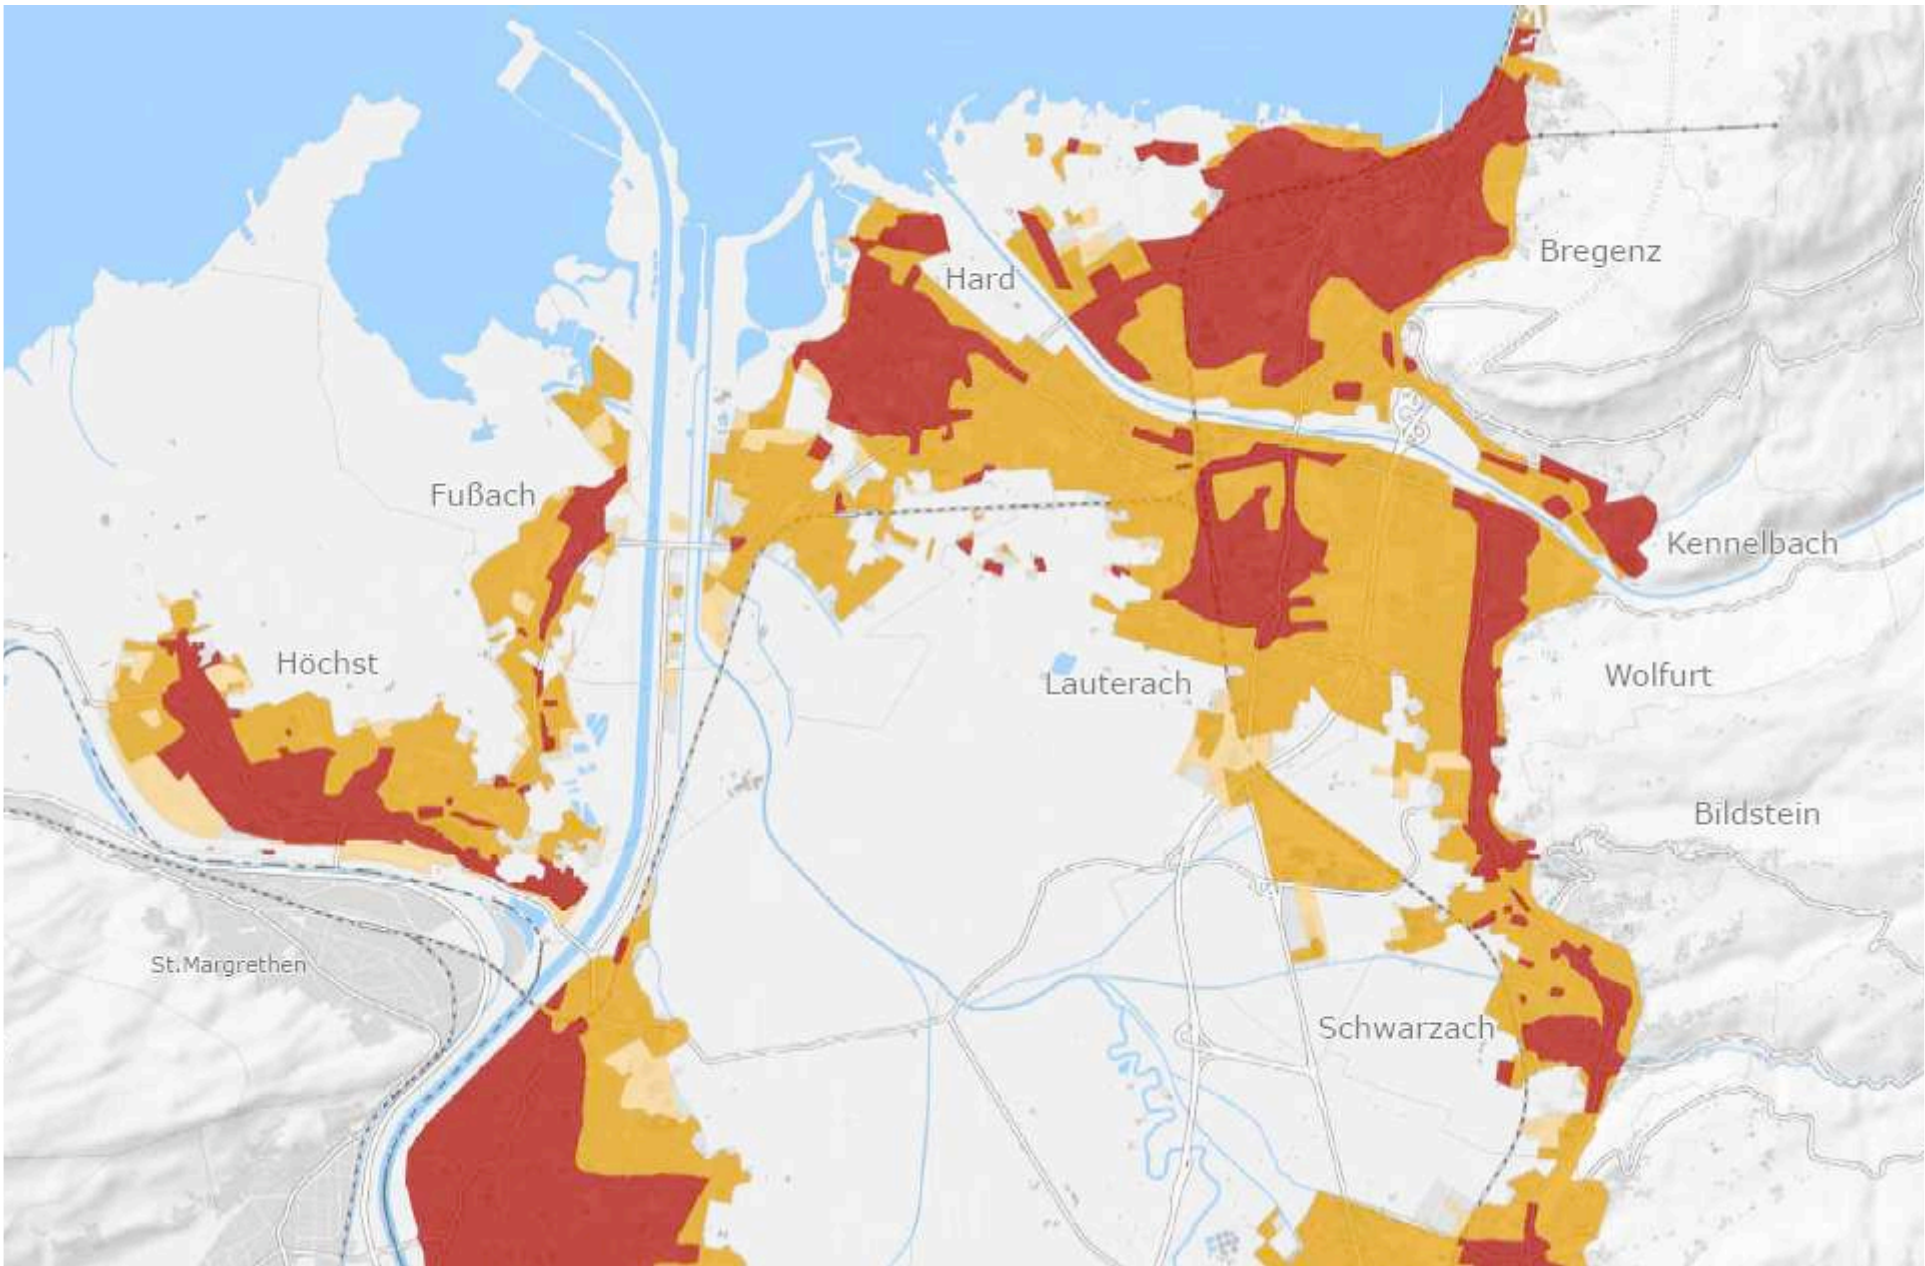 Bregenz
Hard
Fußach
Kennelbach
Höchst
Lauterach
Wolfurt
Bildstein
St.Margrethen
Schwarzach